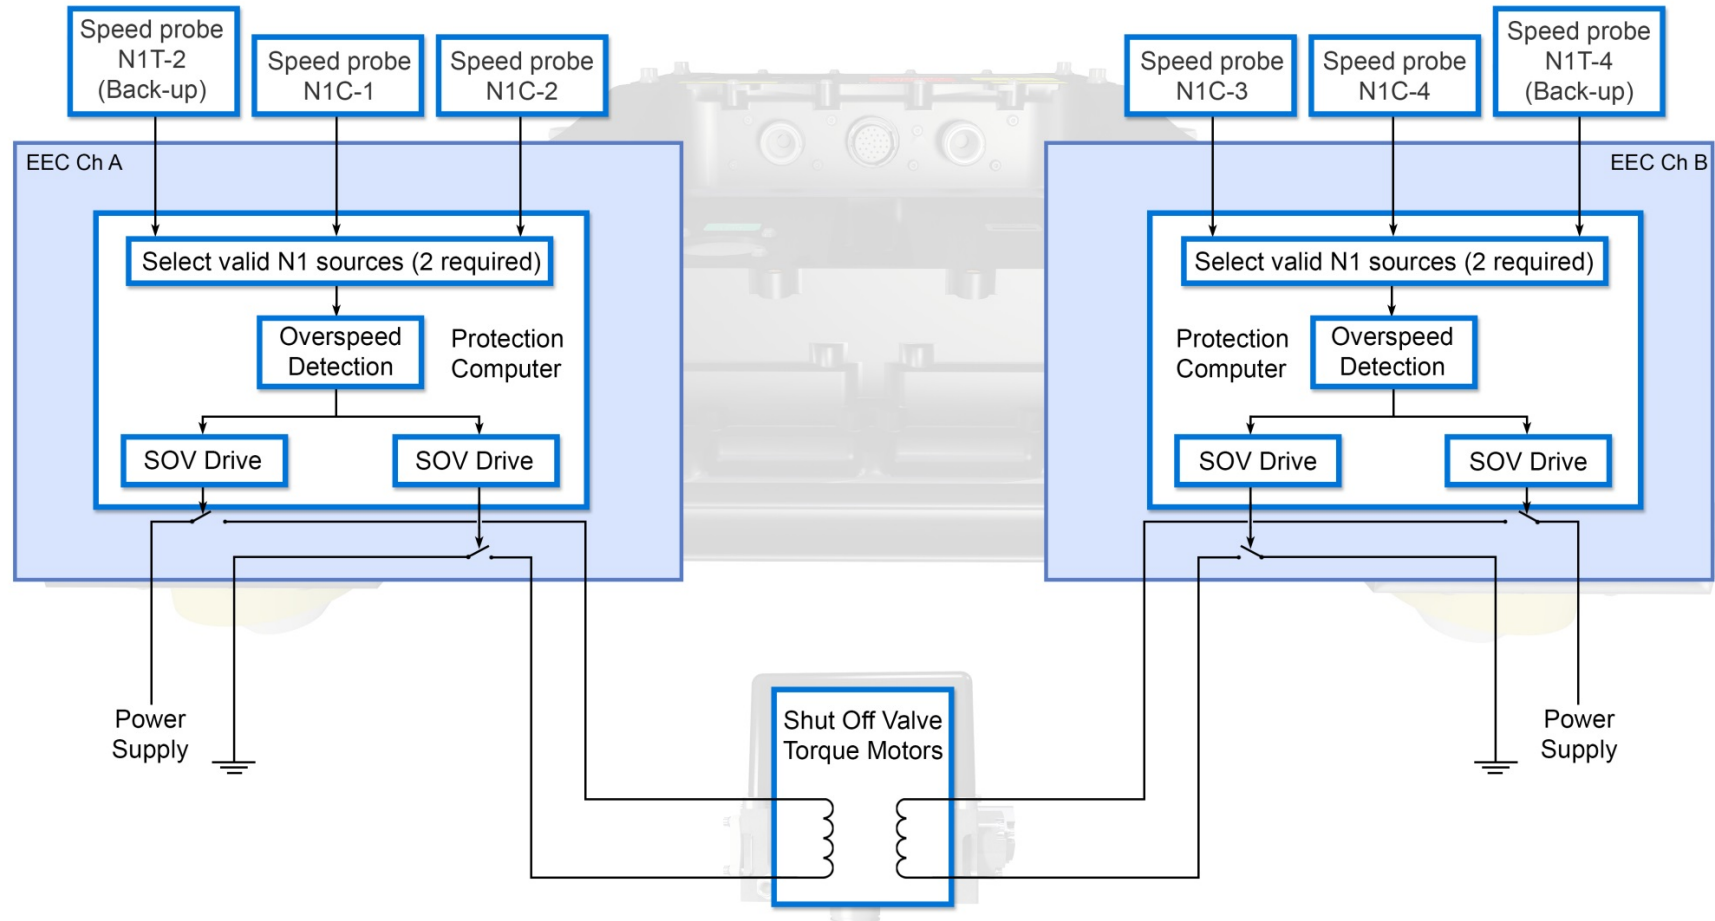 Speed probe
N1T-2
(Back-up)
Speed probe
N1C-1
Speed probe
N1C-2
Speed probe
N1C-3
Speed probe
N1C-4
Speed probe
N1T-4
(Back-up)
EEC Ch A
Select valid N1 sources (2 required)
Overspeed
Detection
Protection
Computer
SOV Drive
SOV Drive
Power
Supply
EEC Ch B
Select valid N1 sources (2 required)
Protection
Computer
Overspeed
Detection
SOV Drive
SOV Drive
Power
Supply
Shut Off Valve
Torque Motors